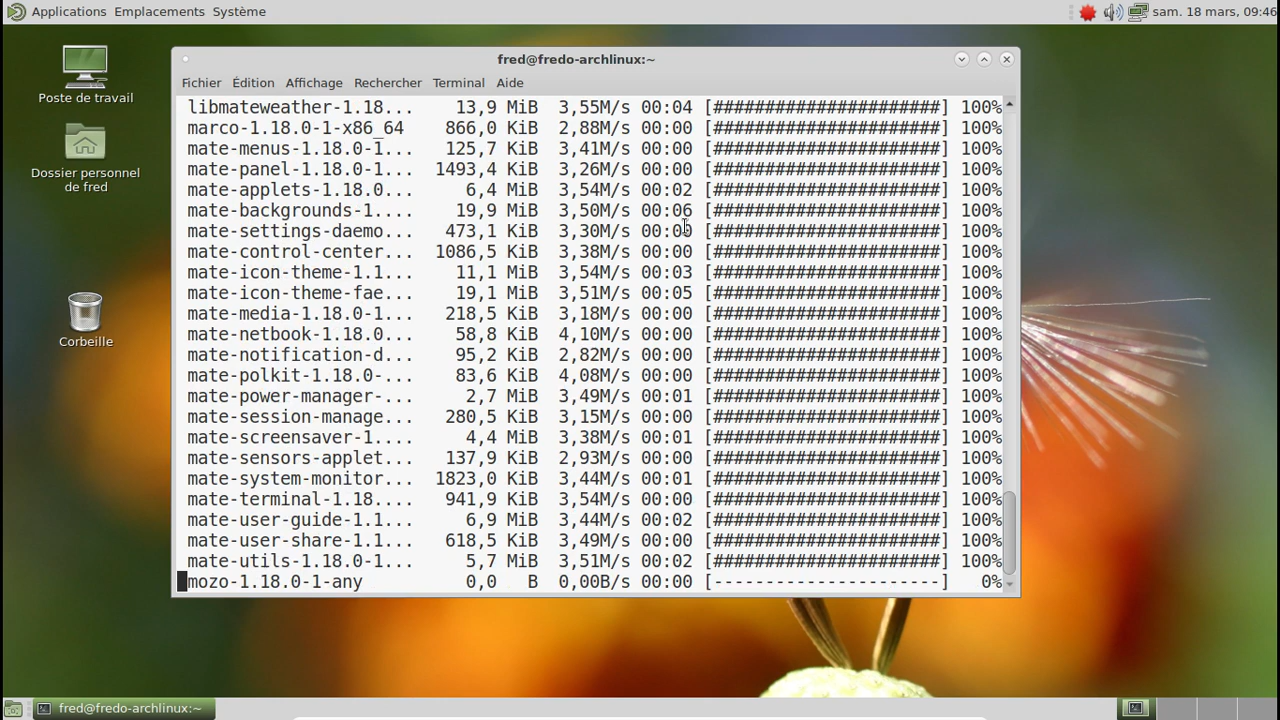 Applications Emplacements Système
sam. 18 mars, 09:46
Poste de travail
Dossier personnel
de fred
Corbeille
fred@fredo-archlinux:~
Fichier Édition Affichage Rechercher Terminal Aide
libmateweather-1.18... 13,9 MiB 3,55M/s 00:04 [######################] 100%
marco-1.18.0-1-x86_64 866,0 KiB 2,88M/s 00:00 [######################] 100%
mate-menus-1.18.0-1... 125,7 KiB 3,41M/s 00:00 [######################] 100%
mate-panel-1.18.0-1... 1493,4 KiB 3,26M/s 00:00 [######################] 100%
mate-applets-1.18.0... 6,4 MiB 3,54M/s 00:02 [######################] 100%
mate-backgrounds-1.... 19,9 MiB 3,50M/s 00:06 [######################] 100%
mate-settings-daemo... 473,1 KiB 3,30M/s 00:00 [######################] 100%
mate-control-center... 1086,5 KiB 3,38M/s 00:00 [######################] 100%
mate-icon-theme-1.1... 11,1 MiB 3,54M/s 00:03 [######################] 100%
mate-icon-theme-fae... 19,1 MiB 3,51M/s 00:05 [######################] 100%
mate-media-1.18.0-1... 218,5 KiB 3,18M/s 00:00 [######################] 100%
mate-netbook-1.18.0... 58,8 KiB 4,10M/s 00:00 [######################] 100%
mate-notification-d... 95,2 KiB 2,82M/s 00:00 [######################] 100%
mate-polkit-1.18.0-... 83,6 KiB 4,08M/s 00:00 [######################] 100%
mate-power-manager-... 2,7 MiB 3,49M/s 00:01 [######################] 100%
mate-session-manage... 280,5 KiB 3,15M/s 00:00 [######################] 100%
mate-screensaver-1.... 4,4 MiB 3,38M/s 00:01 [######################] 100%
mate-sensors-applet... 137,9 KiB 2,93M/s 00:00 [######################] 100%
mate-system-monitor... 1823,0 KiB 3,44M/s 00:01 [######################] 100%
mate-terminal-1.18.... 941,9 KiB 3,54M/s 00:00 [######################] 100%
mate-user-guide-1.1... 6,9 MiB 3,44M/s 00:02 [######################] 100%
mate-user-share-1.1... 618,5 KiB 3,49M/s 00:00 [######################] 100%
mate-utils-1.18.0-1... 5,7 MiB 3,51M/s 00:02 [######################] 100%
mozo-1.18.0-1-any 0,0 B 0,00B/s 00:00 [----------------------] 0%
fred@fredo-archlinux:~